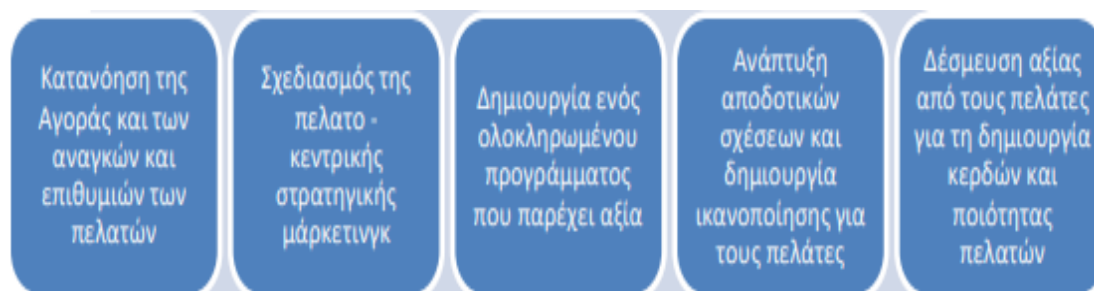 Κατανόηση της
Αγοράς και των
αναγκών και
επιθυμιών των
πελατών
Σχεδιασμός της
πελατο -
κεντρικής
στρατηγικής
μάρκετινγκ
Δημιουργία ενός
ολοκληρωμένου
προγράμματος
που παρέχει αξία
Ανάπτυξη
αποδοτικών
σχέσεων και
δημιουργία
ικανοποίησης για
τους πελάτες
Δέσμευση αξίας
από τους πελάτες
για τη δημιουργία
κερδών και
ποιότητας
πελατών